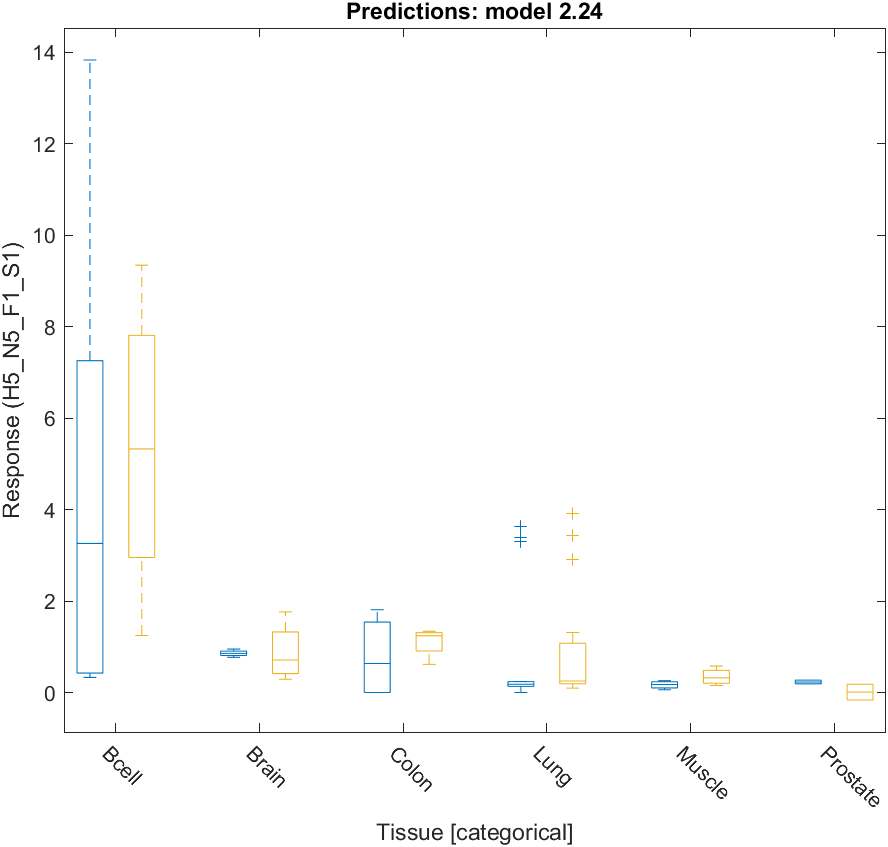 Predictions: model 2.24
14
12
10
8
6
4
2
0
Response (H5_N5_F1_S1)
Bcell
Brain
Colon
Lung
Muscle
Prostate
Tissue [categorical]